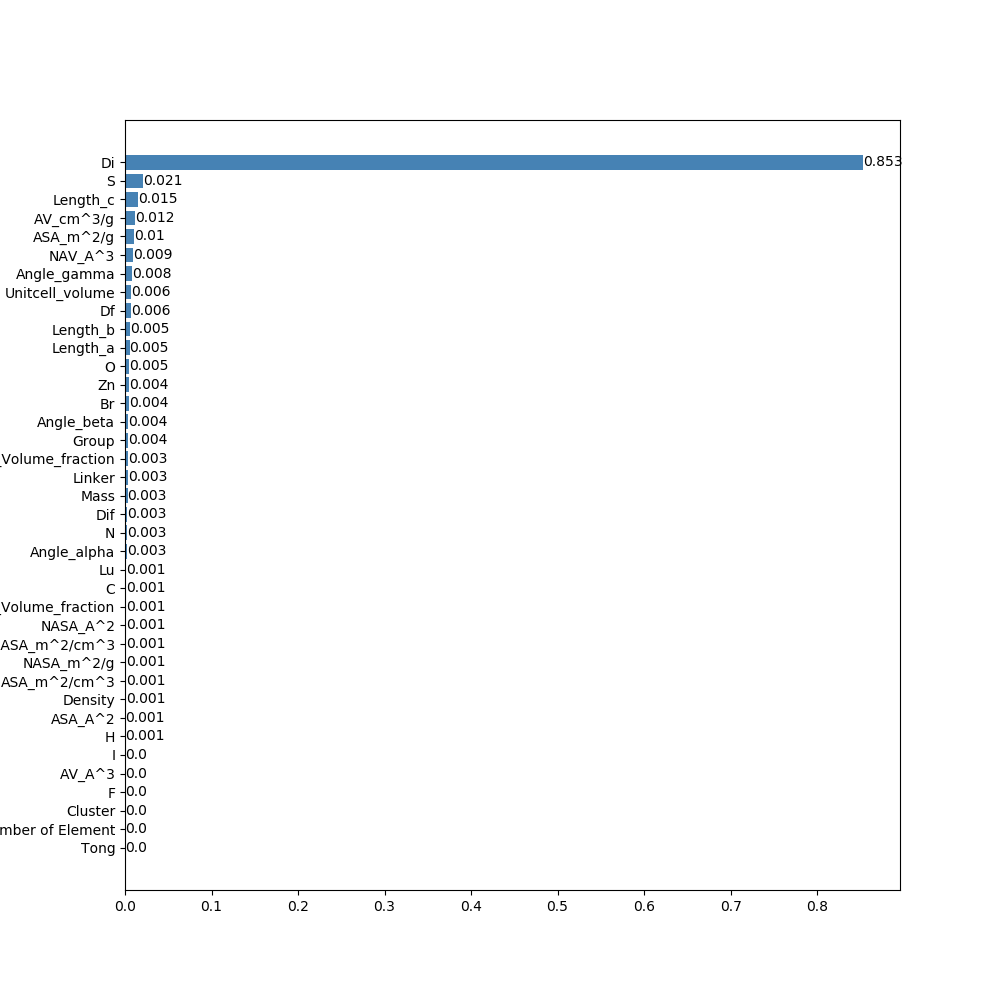 Di 0.853
S 0.021
Length_c 0.015
AV_cm^3/g 0.012
ASA_m^2/g 0.01
NAV_A^3 0.009
Angle_gamma 0.008
Unitcell_volume 0.006
Df 0.006
Length_b 0.005
Length_a 0.005
O 0.005
Zn 0.004
Br 0.004
Angle_beta 0.004
Group 0.004
_Volume_fraction 0.003
Linker 0.003
Mass 0.003
Dif 0.003
N 0.003
Angle_alpha 0.003
Lu 0.001
C 0.001
_Volume_fraction 0.001
NASA_A^2 0.001
ASA_m^2/cm^3 0.001
NASA_m^2/g 0.001
ASA_m^2/cm^3 0.001
Density 0.001
ASA_A^2 0.001
H 0.001
I 0.0
AV_A^3 0.0
F 0.0
Cluster 0.0
mber of Element 0.0
Tong 0.0
0.0 0.1 0.2 0.3 0.4 0.5 0.6 0.7 0.8